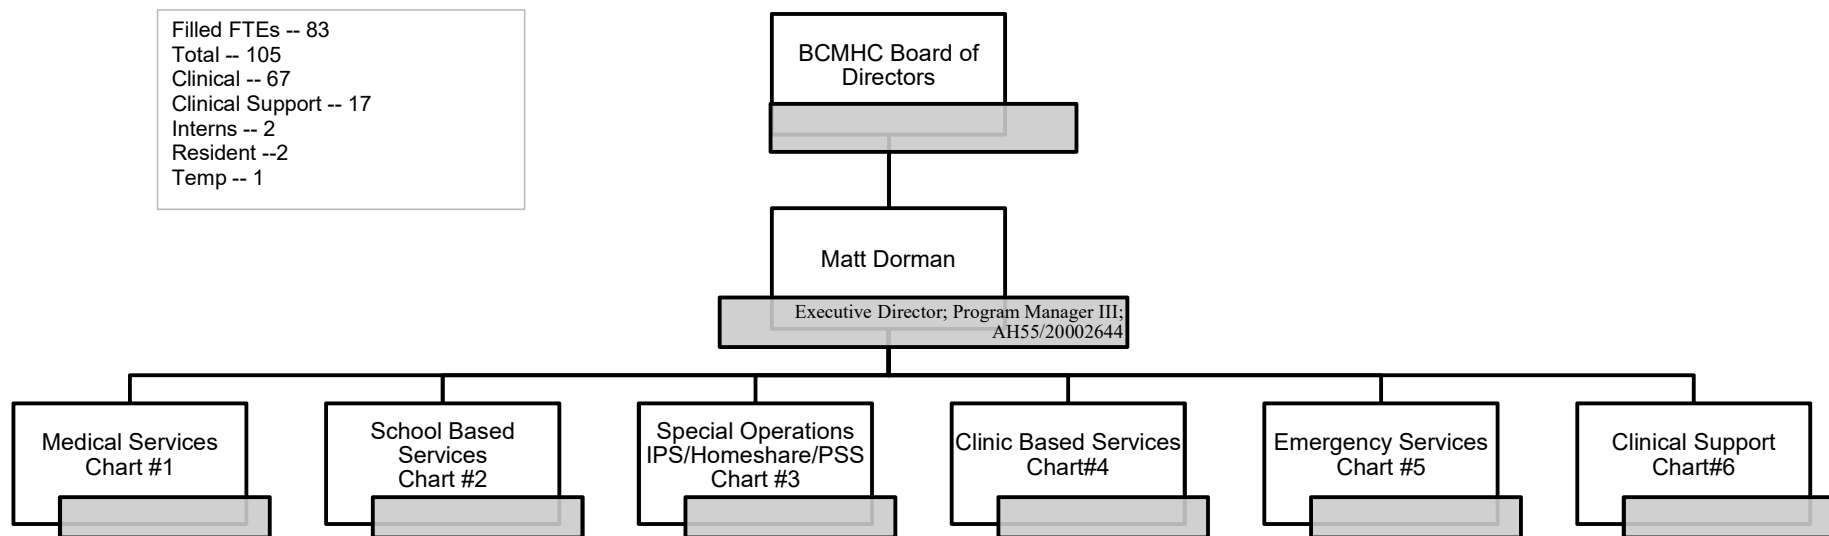 Filled FTEs -- 83
Total -- 105
Clinical -- 67
Clinical Support -- 17
Interns -- 2
Resident --2
Temp -- 1
BCMHC Board of
Directors
Matt Dorman
Executive Director; Program Manager III;
AH55/20002644
Medical Services
Chart #1
School Based
Services
Chart #2
Special Operations
IPS/Homeshare/PSS
Chart #3
Clinic Based Services
Chart#4
Emergency Services
Chart #5
Clinical Support
Chart#6